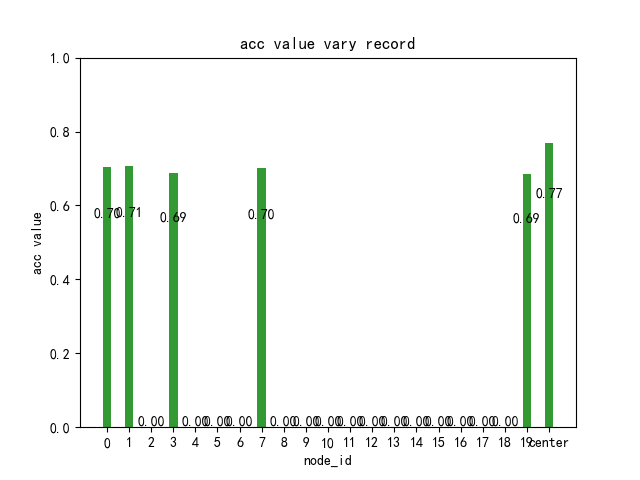 acc value vary record
1.0
0.8
0.6
0.4
0.2
0.0
acc value
0.70 0.71 0.00 0.69 0.00 0.00 0.00 0.70 0.00 0.00 0.00 0.00 0.00 0.00 0.00 0.00 0.00 0.00 0.00 0.69 0.77
0 1 2 3 4 5 6 7 8 9 10 11 12 13 14 15 16 17 18 19 center
node_id